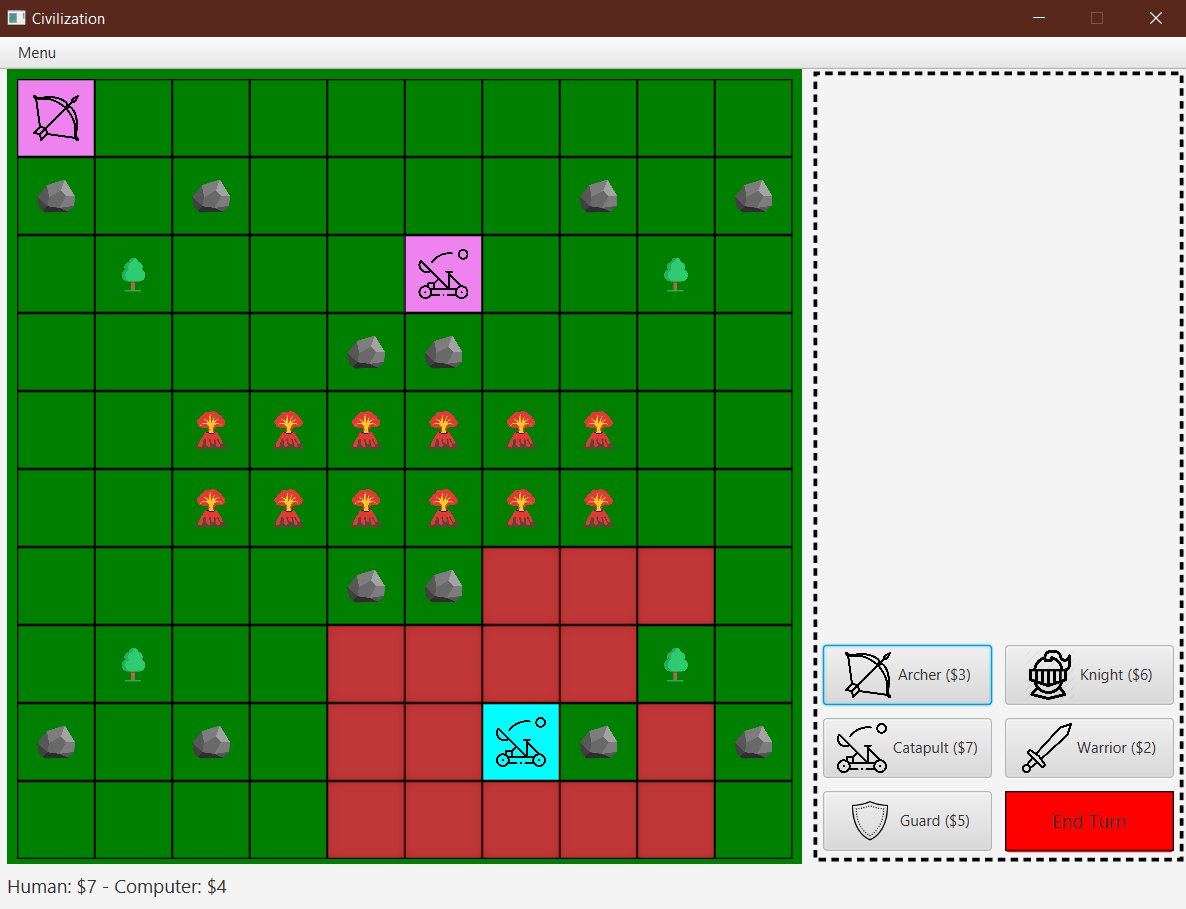 Civilization
Menu
Archer ($3)
Knight ($6)
Catapult ($7)
Warrior ($2)
Guard ($5)
End Turn
Human: $7 - Computer: $4